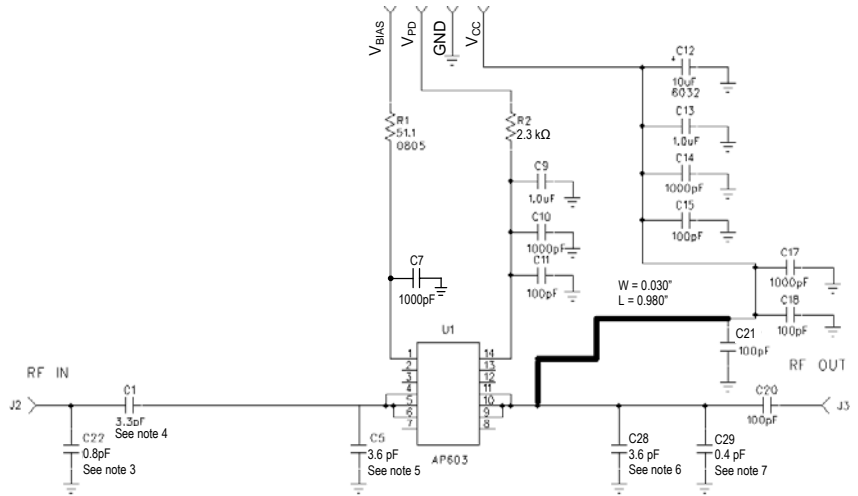 VBIAS
VPD
GND
VCC
C12
+
10uF
6032
R1
51.1
0805
R2
2.3 kΩ
C13
1.0uF
C9
1.0uF
C14
1000pF
C10
1000pF
C15
100pF
C7
1000pF
C11
100pF
W = 0.030”
L = 0.980”
C17
1000pF
C18
100pF
U1
C21
100pF
1
2
3
4
5
6
7
14
13
12
11
10
9
8
RF IN
RF OUT
J2
C1
3.3pF
See note 4
C20
100pF
J3
C22
0.8pF
See note 3
C5
3.6 pF
See note 5
AP603
C28
3.6 pF
See note 6
C29
0.4 pF
See note 7